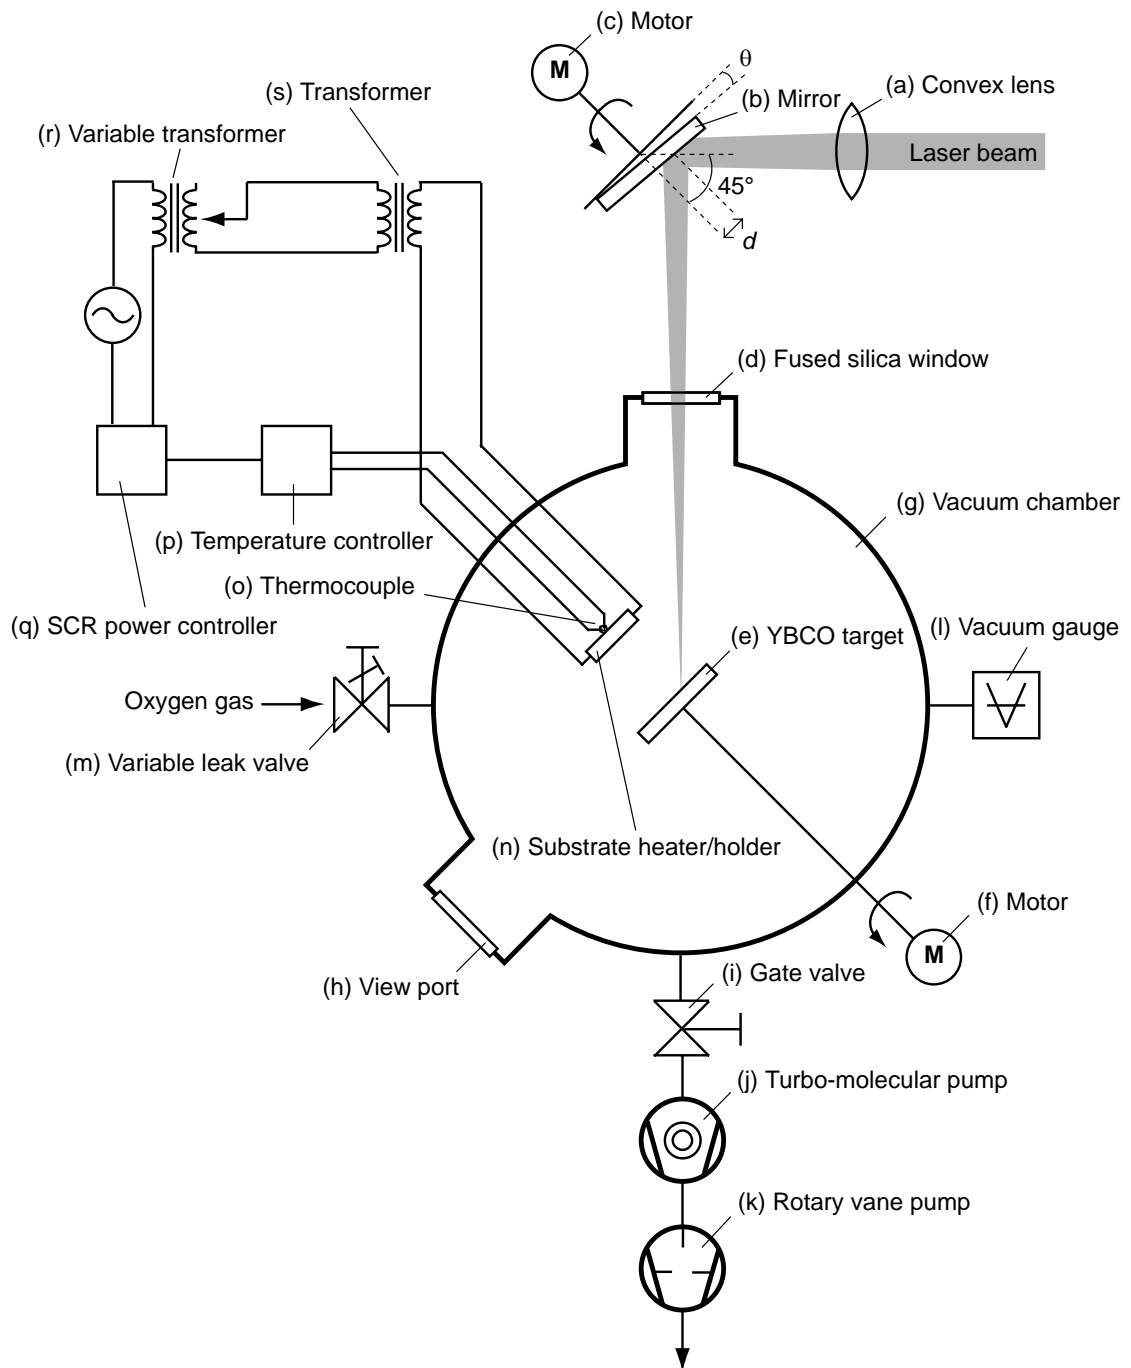 (c) Motor
M
θ
(s) Transformer
(b) Mirror
(a) Convex lens
(r) Variable transformer
Laser beam
45°
d
(d) Fused silica window
(g) Vacuum chamber
(p) Temperature controller
(o) Thermocouple
(q) SCR power controller
(e) YBCO target
(l) Vacuum gauge
Oxygen gas
(m) Variable leak valve
(n) Substrate heater/holder
(f) Motor
M
(h) View port
(i) Gate valve
(j) Turbo-molecular pump
(k) Rotary vane pump